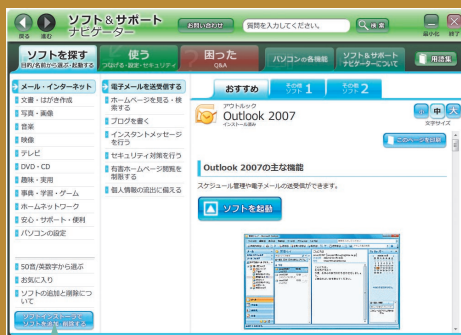 ソフト&サポート
ナビゲーター
お問い合わせ
質問を入力してください。
検索
戻る 進む
最小化 終了
ソフトを探す
目的/名前から選ぶ・起動する
使う
つなげる・設定・セキュリティ
困った
Q&A
パソコンの各機能
ソフト&サポート
ナビゲーターについて
用語集
メール・インターネット
文書・はがき作成
写真・画像
音楽
映像
テレビ
DVD・CD
趣味・実用
事典・学習・ゲーム
ホームネットワーク
安心・サポート・便利
パソコンの設定
50音/英数字から選ぶ
お気に入り
ソフトの追加と削除につ
いて
電子メールを送受信する
ホームページを見る・検
索する
ブログを書く
インスタントメッセージ
を行う
セキュリティ対策を行う
有害ホームページ閲覧を
制限する
個人情報の流出に備える
おすすめ
その他
ソフト 1
その他
ソフト 2
アウトルック
Outlook 2007
インストール済み
小 中 大
文字サイズ
このページを印刷
Outlook 2007の主な機能
スケジュール管理や電子メールの送受信ができます。
ソフトを起動